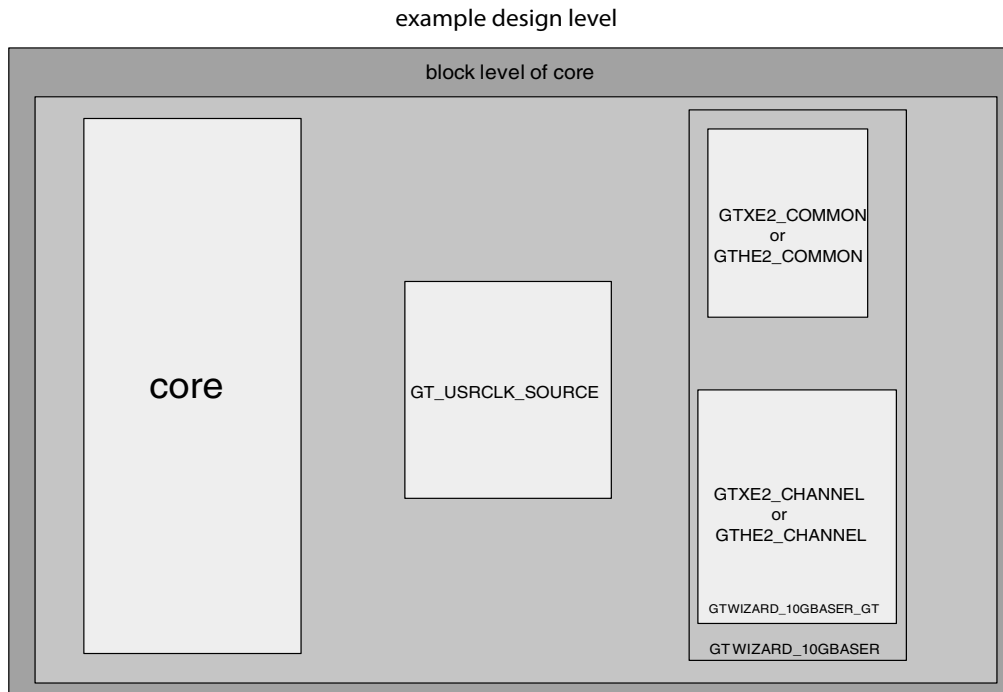 example design level
block level of core
core
GT_USRCLK_SOURCE
GTXE2_COMMON
or
GTHE2_COMMON
GTXE2_CHANNEL
or
GTHE2_CHANNEL
GTWIZARD_10GBASER_GT
GTWIZARD_10GBASER